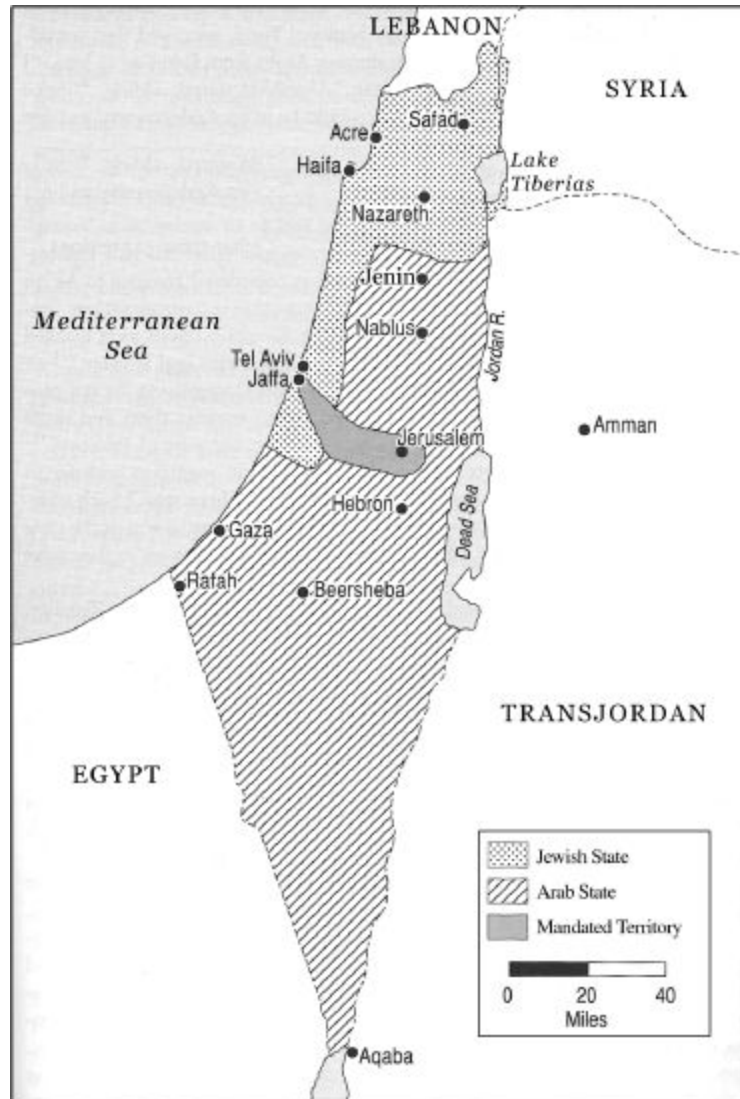 LEBANON
SYRIA
Safad
Acre
Haifa
Lake
Tiberias
Nazareth
Jenin
Mediterranean
Sea
Nablus
Jordan R.
Tel Aviv
Jaffa
Amman
Jerusalem
Hebron
Dead Sea
Gaza
Rafah
Beersheba
TRANSJORDAN
EGYPT
Jewish State
Arab State
Mandated Territory
0 20 40
Miles
Aqaba